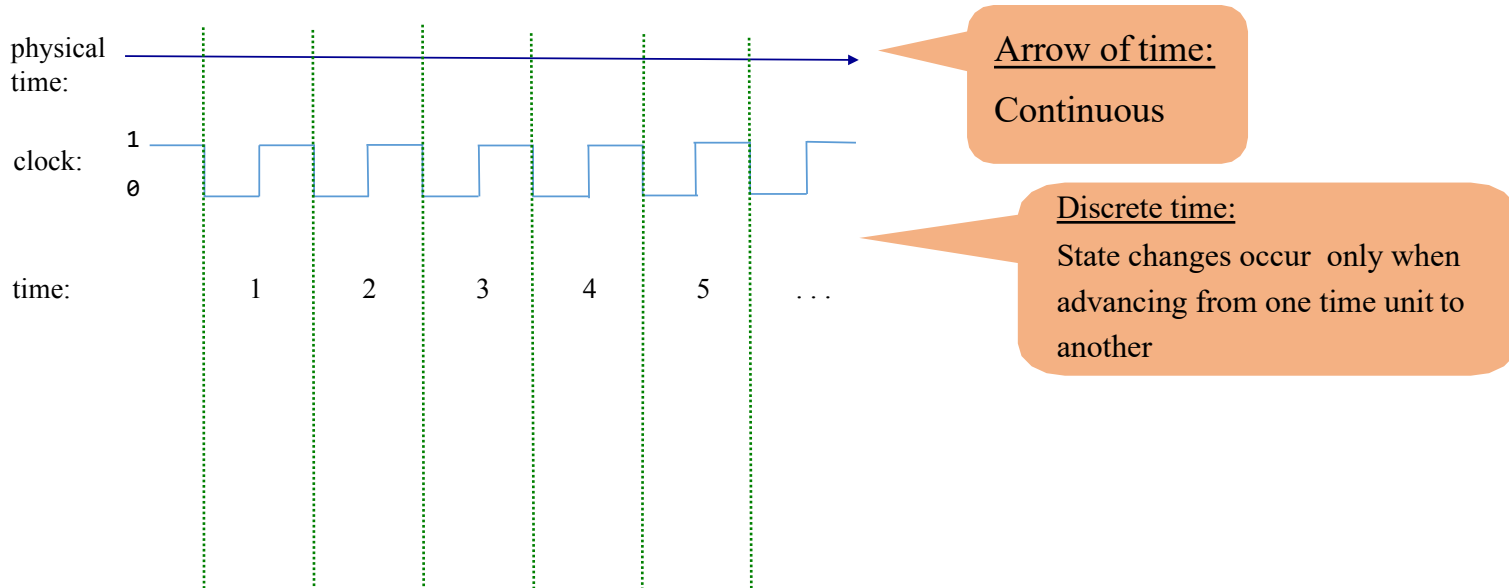 physical
time:
Arrow of time:
Continuous
1
clock:
0
Discrete time:
State changes occur only when
advancing from one time unit to
another
time: 1 2 3 4 5 . . .